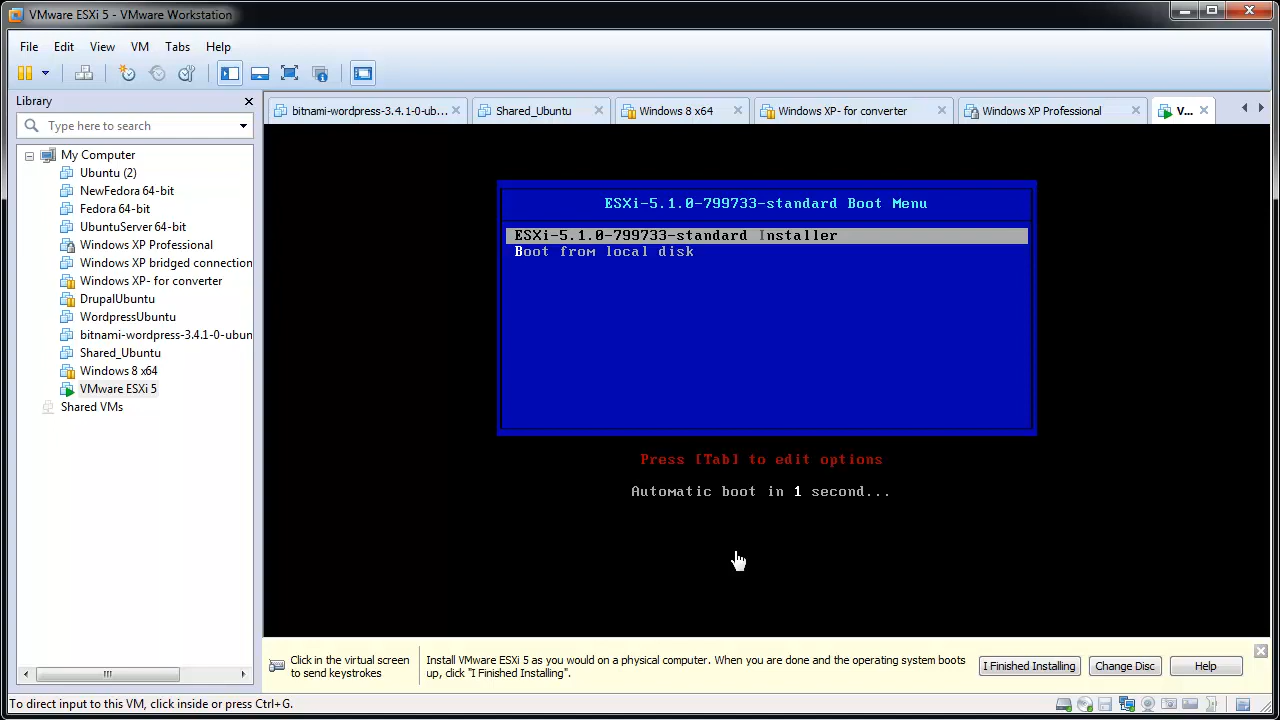 VMware ESXi 5 - VMware Workstation
File Edit View VM Tabs Help
Library
Type here to search
My Computer
Ubuntu (2)
NewFedora 64-bit
Fedora 64-bit
UbuntuServer 64-bit
Windows XP Professional
Windows XP bridged connection
Windows XP- for converter
DrupalUbuntu
WordpressUbuntu
bitnami-wordpress-3.4.1-0-ubun
Shared_Ubuntu
Windows 8 x64
VMware ESXi 5
Shared VMs
bitnami-wordpress-3.4.1-0-ub... Shared_Ubuntu Windows 8 x64 Windows XP- for converter Windows XP Professional V...
ESXi-5.1.0-799733-standard Boot Menu
ESXi-5.1.0-799733-standard Installer
Boot from local disk
Press [Tab] to edit options
Automatic boot in 1 second...
Click in the virtual screen
to send keystrokes
Install VMware ESXi 5 as you would on a physical computer. When you are done and the operating system boots
up, click "I Finished Installing".
I Finished Installing Change Disc Help
To direct input to this VM, click inside or press Ctrl+G.